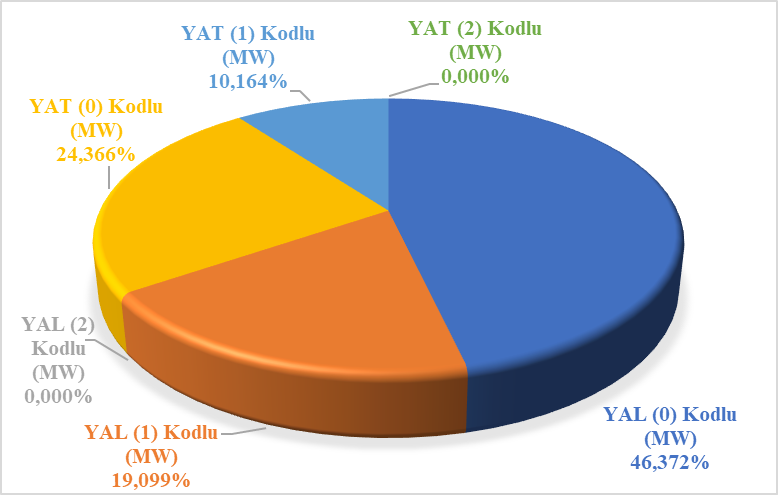 YAT (1) Kodlu
(MW)
10,164%
YAT (2) Kodlu
(MW)
0,000%
YAT (0) Kodlu
(MW)
24,366%
YAL (2)
Kodlu
(MW)
0,000%
YAL (1) Kodlu
(MW)
19,099%
YAL (0) Kodlu
(MW)
46,372%